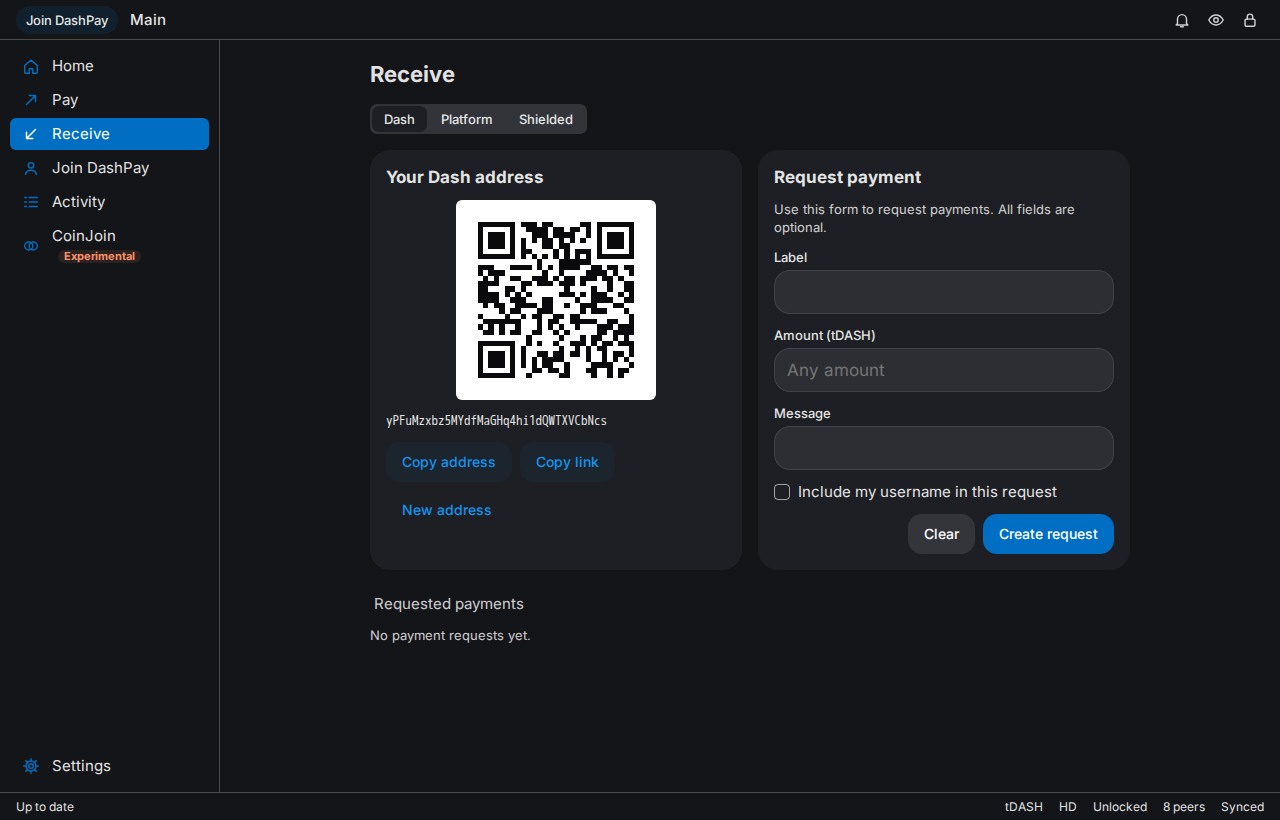 Join DashPay
Main
Home
Pay
Receive
Join DashPay
Activity
CoinJoin
Experimental
Settings
Receive
Dash
Platform
Shielded
Your Dash address
yPFuMzxbz5MYdfMaGHq4hi1dQWTXVCbNcs
Copy address
Copy link
New address
Request payment
Use this form to request payments. All fields are
optional.
Label
Amount (tDASH)
Any amount
Message
Include my username in this request
Clear
Create request
Requested payments
No payment requests yet.
Up to date
tDASH
HD
Unlocked
8 peers
Synced